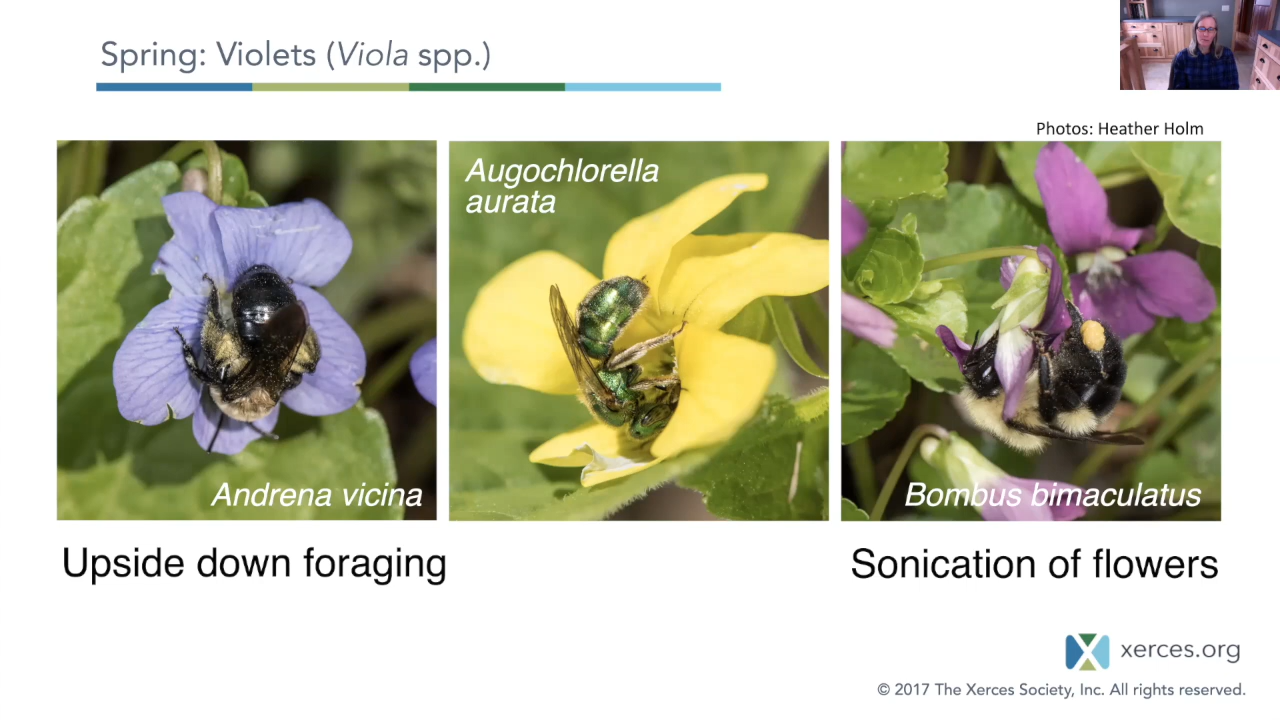 Spring: Violets (Viola spp.)
Photos: Heather Holm
Augochlorella
aurata
Andrena vicina
Bombus bimaculatus
Upside down foraging
Sonication of flowers
xerces.org
© 2017 The Xerces Society, Inc. All rights reserved.